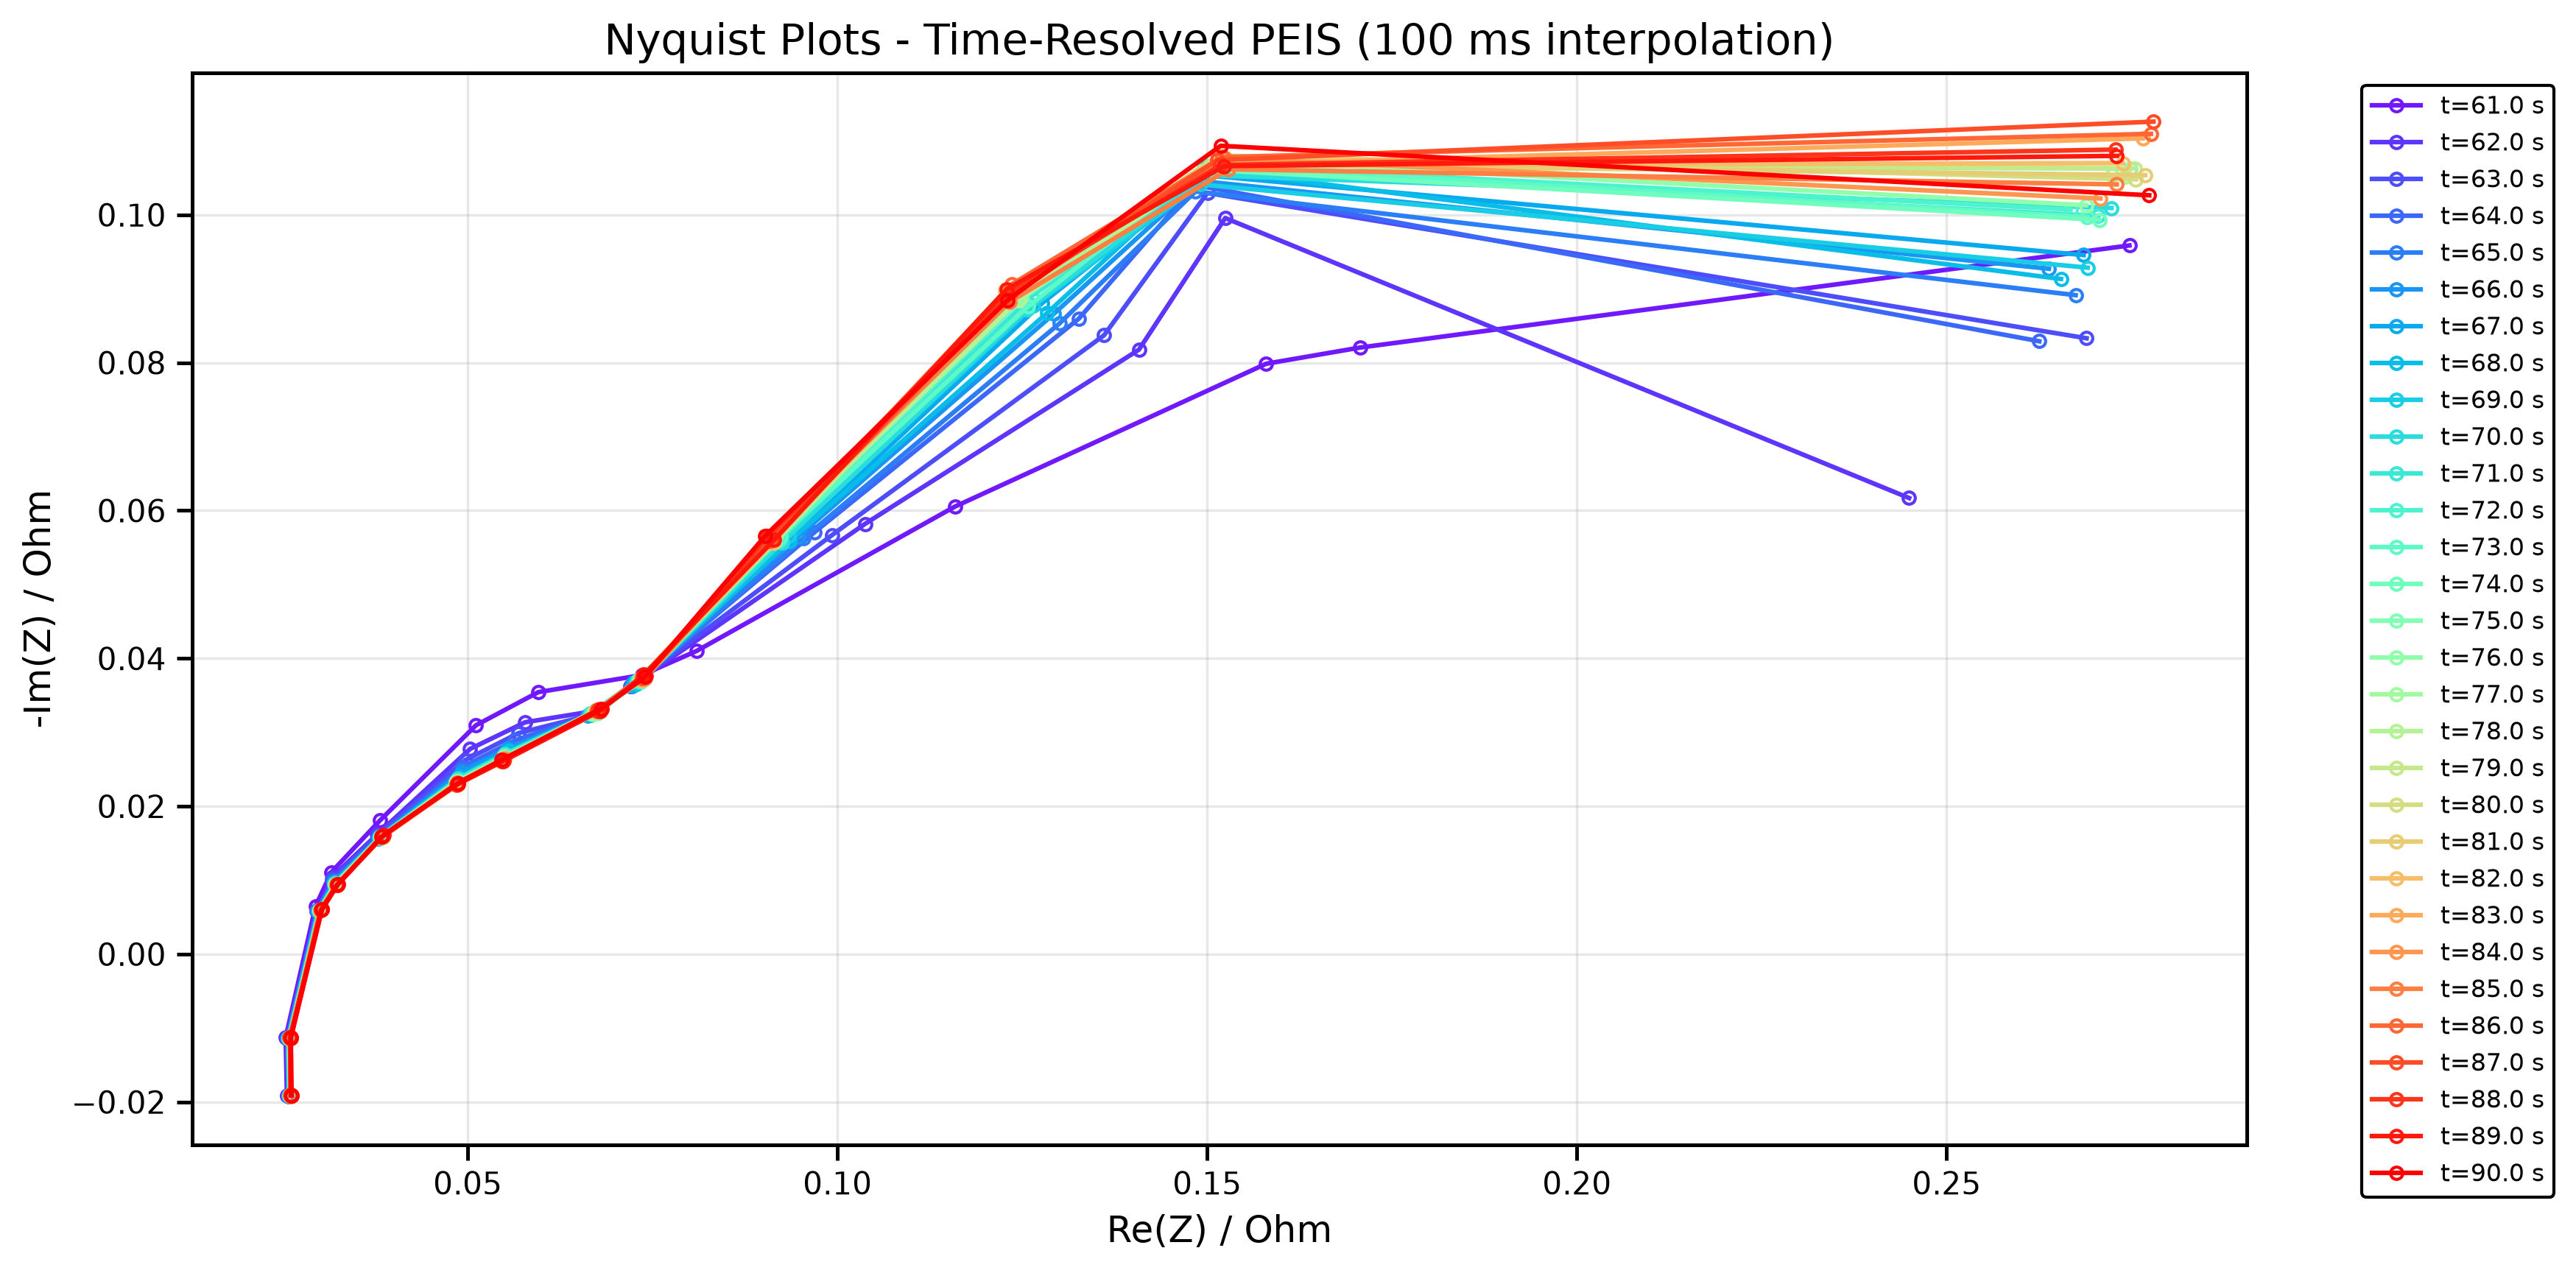 Nyquist Plots - Time-Resolved PEIS (100 ms interpolation)
-Im(Z) / Ohm
0.10
0.08
0.06
0.04
0.02
0.00
−0.02
0.05
0.10
0.15
0.20
0.25
Re(Z) / Ohm
t=61.0 s
t=62.0 s
t=63.0 s
t=64.0 s
t=65.0 s
t=66.0 s
t=67.0 s
t=68.0 s
t=69.0 s
t=70.0 s
t=71.0 s
t=72.0 s
t=73.0 s
t=74.0 s
t=75.0 s
t=76.0 s
t=77.0 s
t=78.0 s
t=79.0 s
t=80.0 s
t=81.0 s
t=82.0 s
t=83.0 s
t=84.0 s
t=85.0 s
t=86.0 s
t=87.0 s
t=88.0 s
t=89.0 s
t=90.0 s